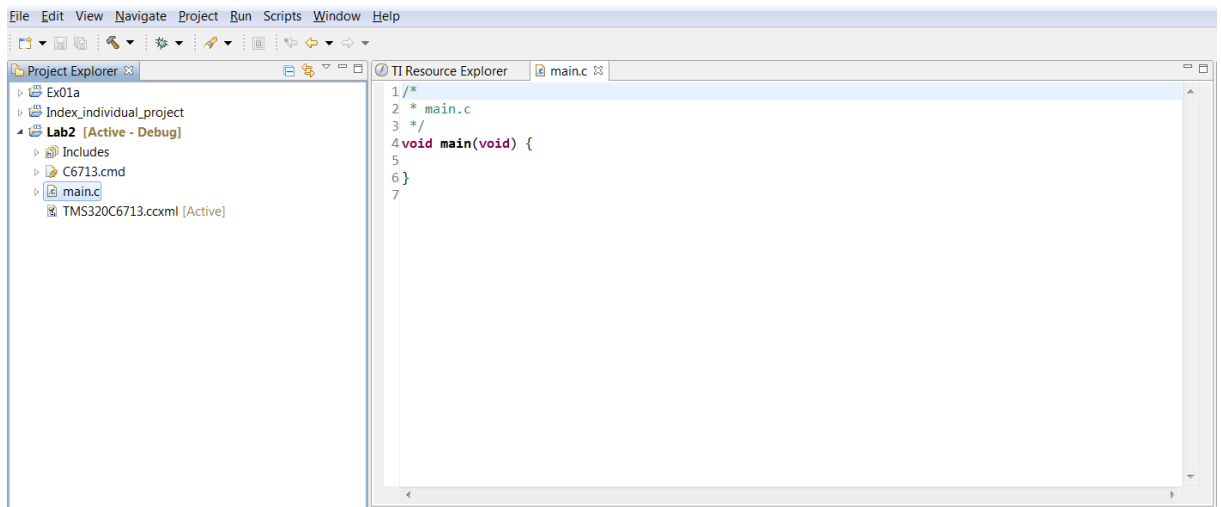 File Edit View Navigate Project Run Scripts Window Help
Project Explorer
Ex01a
Index_individual_project
Lab2 [Active - Debug]
Includes
C6713.cmd
main.c
TMS320C6713.ccxml [Active]
TI Resource Explorer main.c
1 /*
2  * main.c
3  */
4 void main(void) {
5
6 }
7